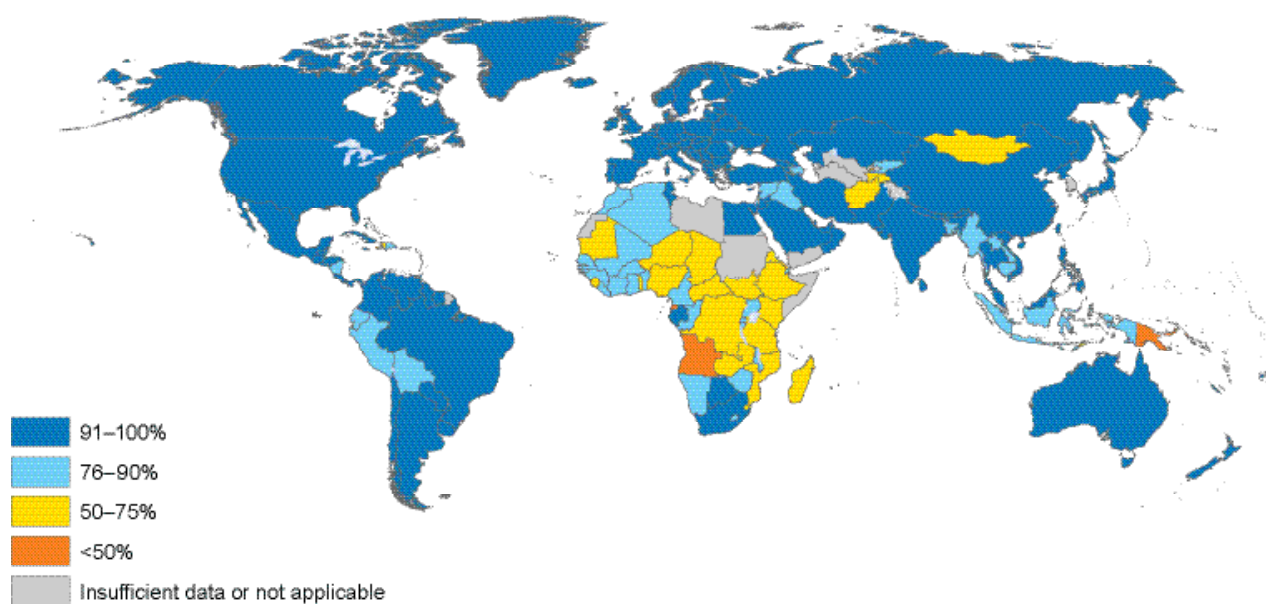 91–100%
76–90%
50–75%
<50%
Insufficient data or not applicable